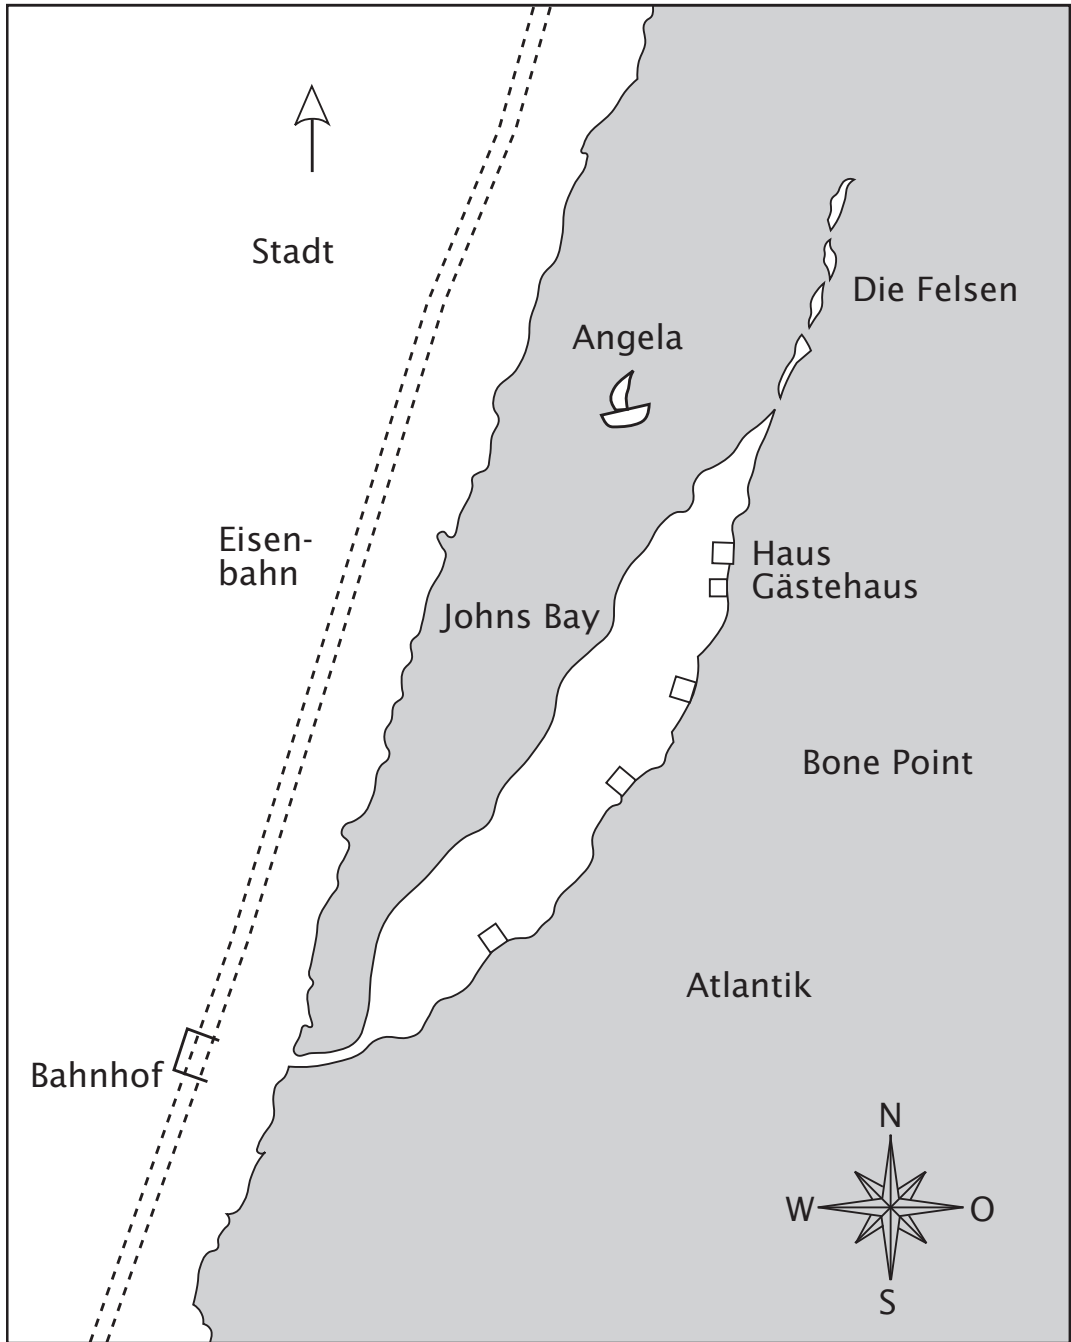 Stadt
Die Felsen
Angela
Eisen-
bahn
Haus
Gästehaus
Johns Bay
Bone Point
Atlantik
Bahnhof
N
W
O
S